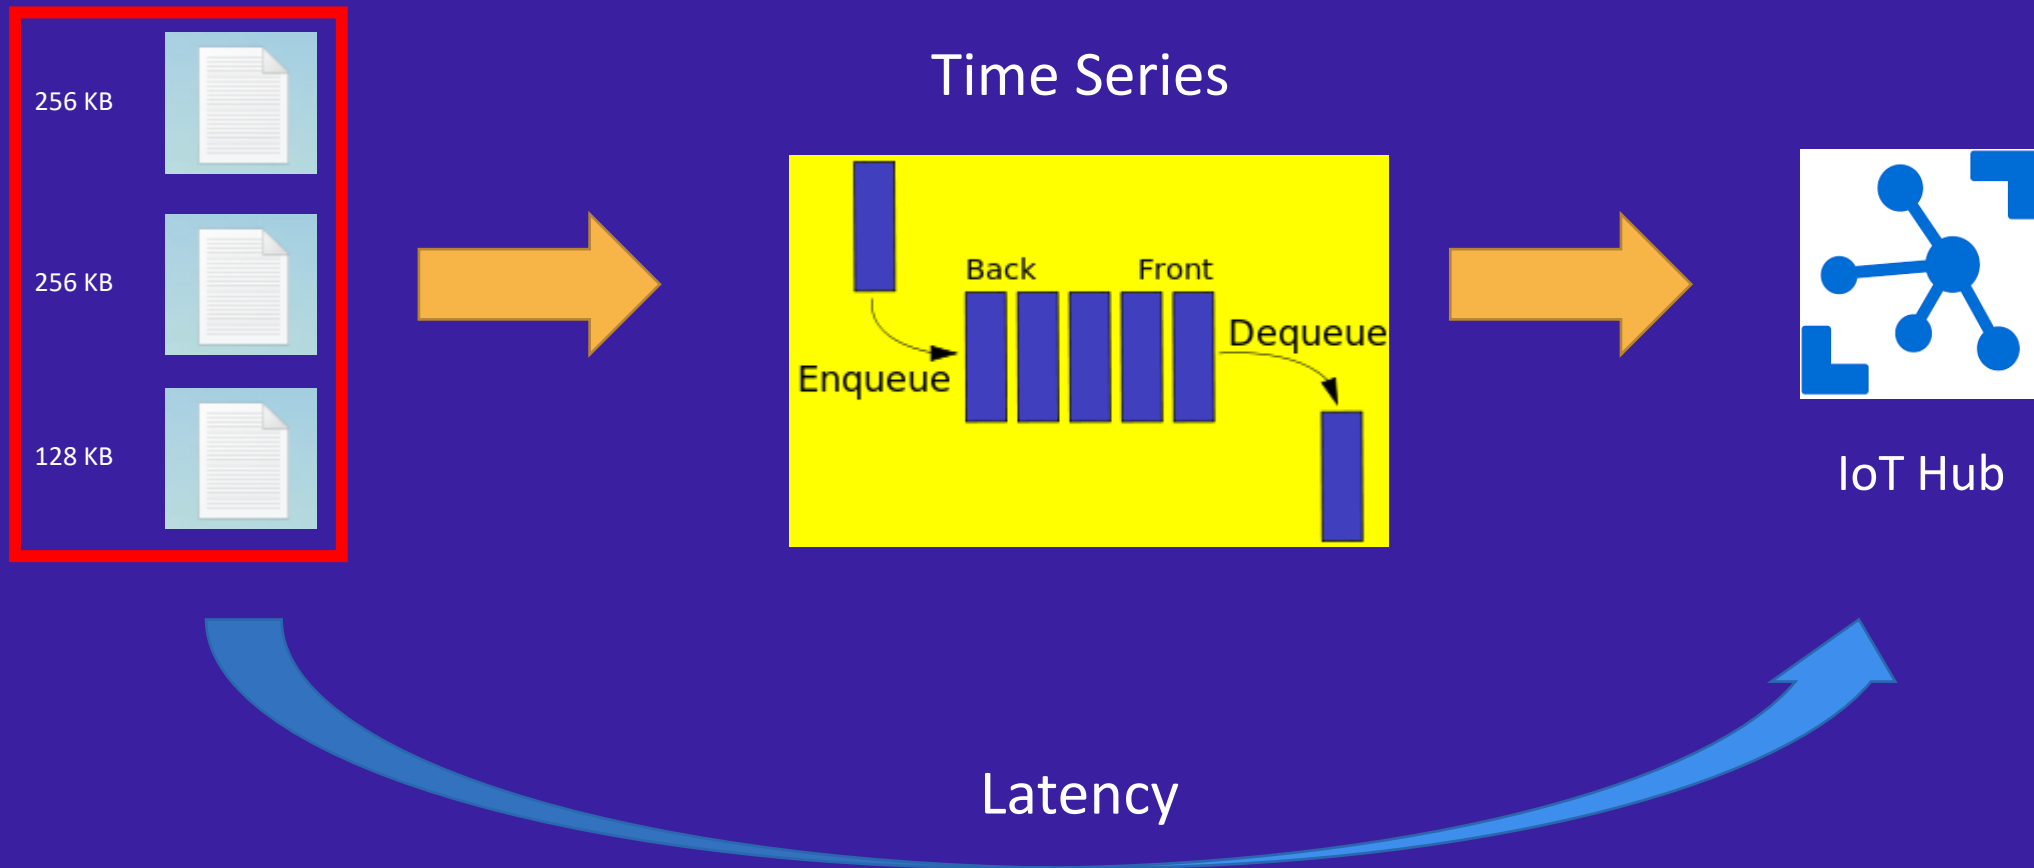 256 KB
256 KB
128 KB
Time Series
Back
Front
Enqueue
Dequeue
IoT Hub
Latency